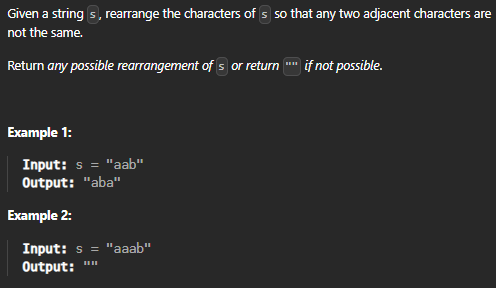 Given a string s, rearrange the characters of s so that any two adjacent characters are
not the same.
Return any possible rearrangement of s or return "" if not possible.
Example 1:
Input: s = "aab"
Output: "aba"
Example 2:
Input: s = "aaab"
Output: ""